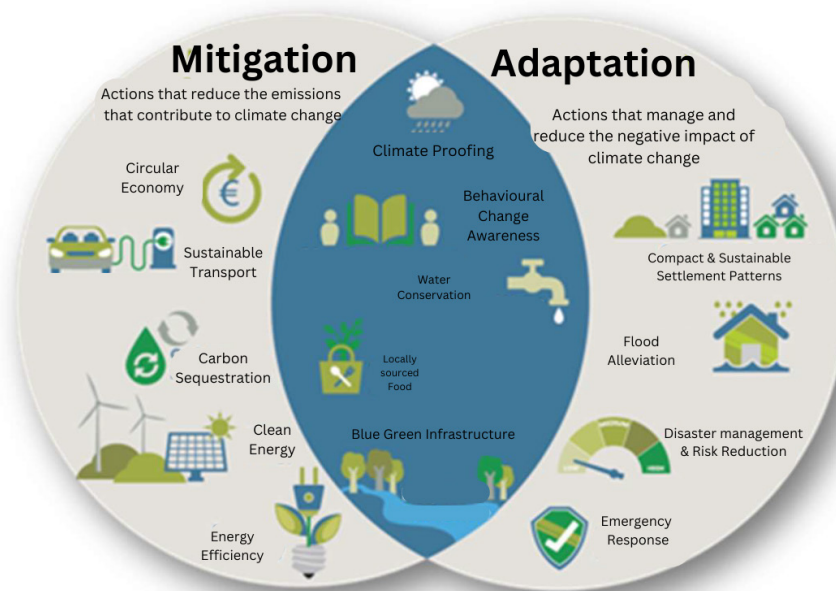 Mitigation
Actions that reduce the emissions
that contribute to climate change
Circular
Economy
€
Sustainable
Transport
Carbon
Sequestration
Clean
Energy
Energy
Efficiency
Climate Proofing
Behavioural
Change
Awareness
Water
Conservation
Locally
sourced
Food
Blue Green Infrastructure
Adaptation
Actions that manage and
reduce the negative impact of
climate change
Compact & Sustainable
Settlement Patterns
Flood
Alleviation
Disaster management
& Risk Reduction
Emergency
Response